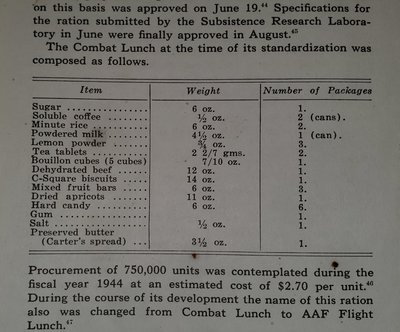 on this basis was approved on June 19.⁴⁴ Specifications for
the ration submitted by the Subsistence Research Labora-
tory in June were finally approved in August.⁴⁵
The Combat Lunch at the time of its standardization was
composed as follows.
Item Weight Number of Packages
Sugar ................ 6 oz. 1.
Soluble coffee ....... ½ oz. 2 (cans).
Minute rice .......... 6 oz. 2.
Powdered milk ........ 4½ oz. 1 (can).
Lemon powder ......... ¾ oz. 3.
Tea tablets .......... 2 2/7 gms. 2.
Bouillon cubes (5 cubes) 7/10 oz. 1.
Dehydrated beef ...... 12 oz. 1.
C-Square biscuits ..... 14 oz. 1.
Mixed fruit bars ...... 6 oz. 3.
Dried apricots ........ 11 oz. 1.
Hard candy ........... 6 oz. 6.
Gum .................. 1.
Salt .................. ½ oz. 1.
Preserved butter
(Carter's spread) ... 3½ oz. 1.
Procurement of 750,000 units was contemplated during the
fiscal year 1944 at an estimated cost of $2.70 per unit.⁴⁶
During the course of its development the name of this ration
also was changed from Combat Lunch to AAF Flight
Lunch.⁴⁷